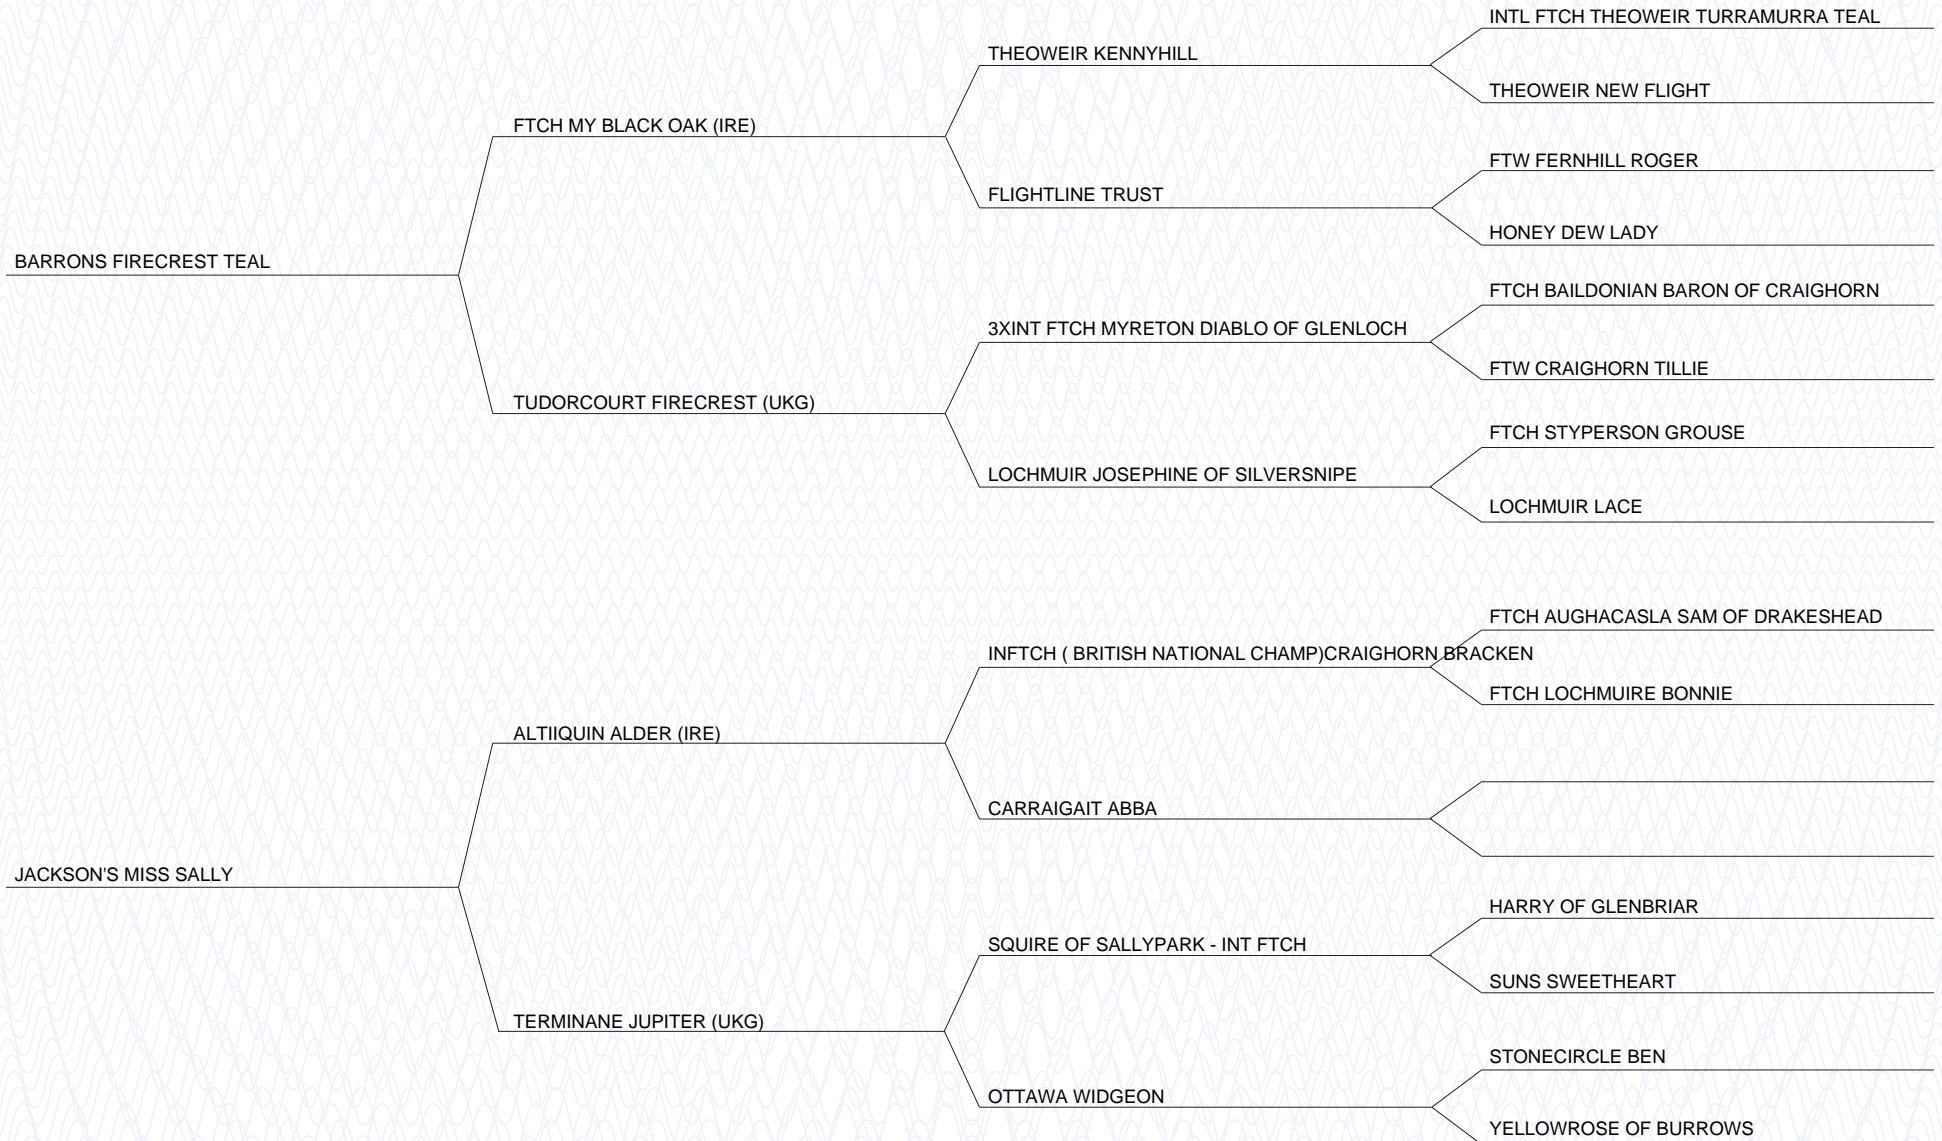 INTL FTCH THEOWEIR TURRAMURRA TEAL
THEOWEIR KENNYHILL
THEOWEIR NEW FLIGHT
FTCH MY BLACK OAK (IRE)
FTW FERNHILL ROGER
FLIGHTLINE TRUST
HONEY DEW LADY
BARRONS FIRECREST TEAL
FTCH BAILDONIAN BARON OF CRAIGHORN
3XINT FTCH MYRETON DIABLO OF GLENLOCH
FTW CRAIGHORN TILLIE
TUDORCOURT FIRECREST (UKG)
FTCH STYPERSON GROUSE
LOCHMUIR JOSEPHINE OF SILVERSNIPE
LOCHMUIR LACE
FTCH AUGHACASLA SAM OF DRAKESHEAD
INFTCH ( BRITISH NATIONAL CHAMP)CRAIGHORN BRACKEN
FTCH LOCHMUIRE BONNIE
ALTIIQUIN ALDER (IRE)
CARRAIGAIT ABBA
JACKSON'S MISS SALLY
HARRY OF GLENBRIAR
SQUIRE OF SALLYPARK - INT FTCH
SUNS SWEETHEART
TERMINANE JUPITER (UKG)
STONECIRCLE BEN
OTTAWA WIDGEON
YELLOWROSE OF BURROWS